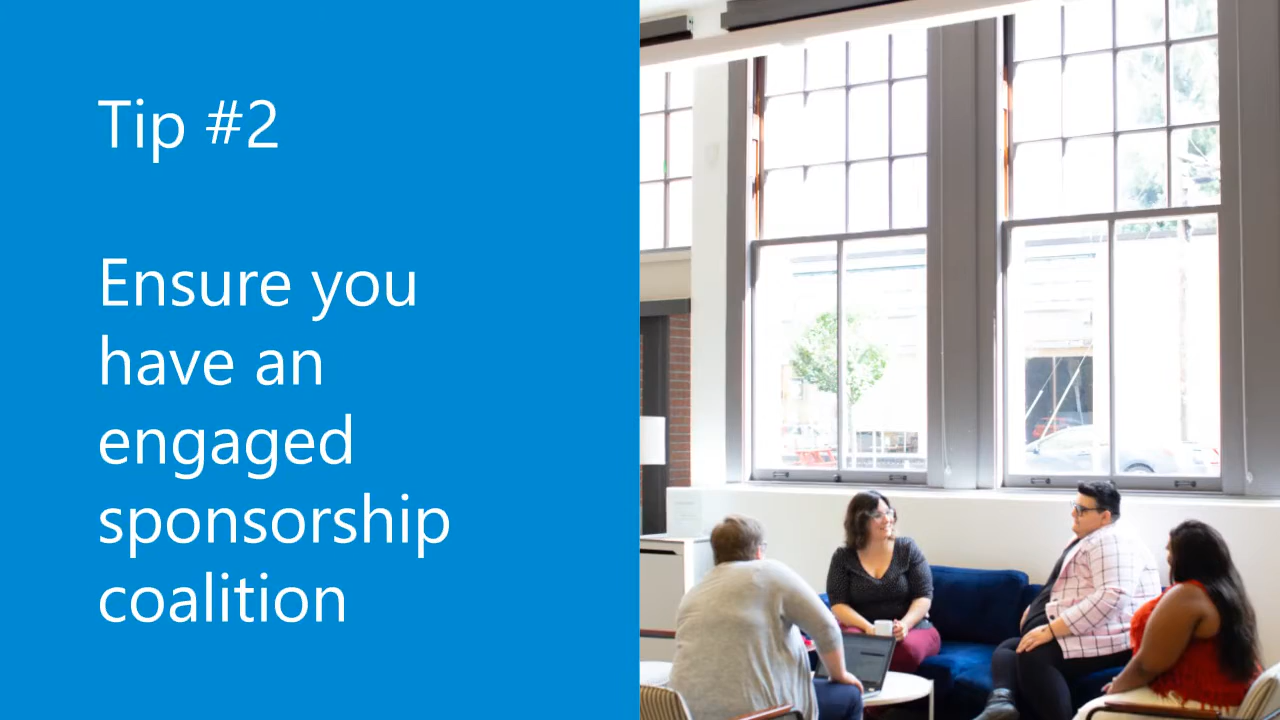 Tip #2
Ensure you
have an
engaged
sponsorship
coalition